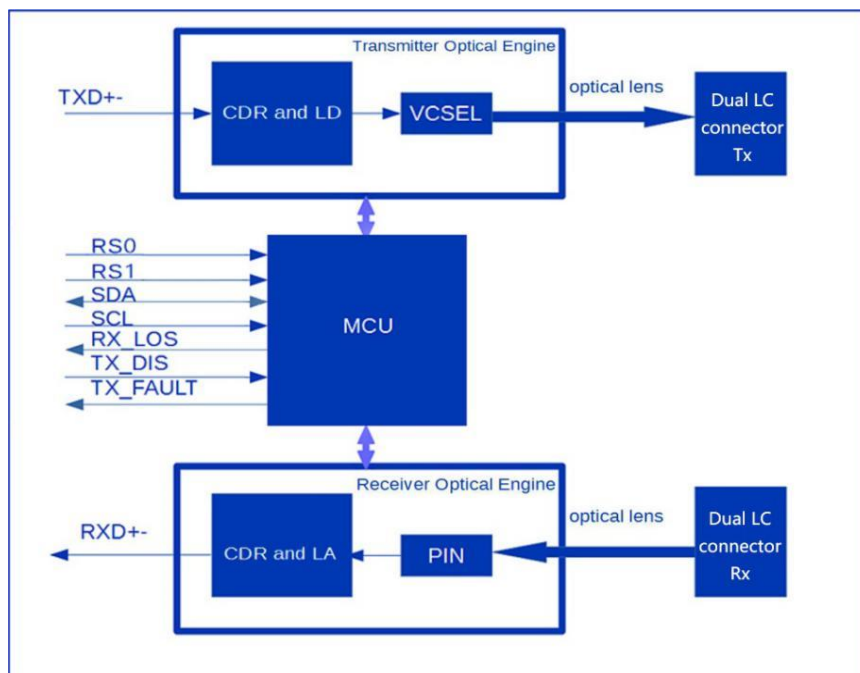 Transmitter Optical Engine
TXD+-
CDR and LD
VCSEL
optical lens
Dual LC
connector
Tx
RS0
RS1
SDA
SCL
RX_LOS
TX_DIS
TX_FAULT
MCU
Receiver Optical Engine
RXD+-
CDR and LA
PIN
optical lens
Dual LC
connector
Rx